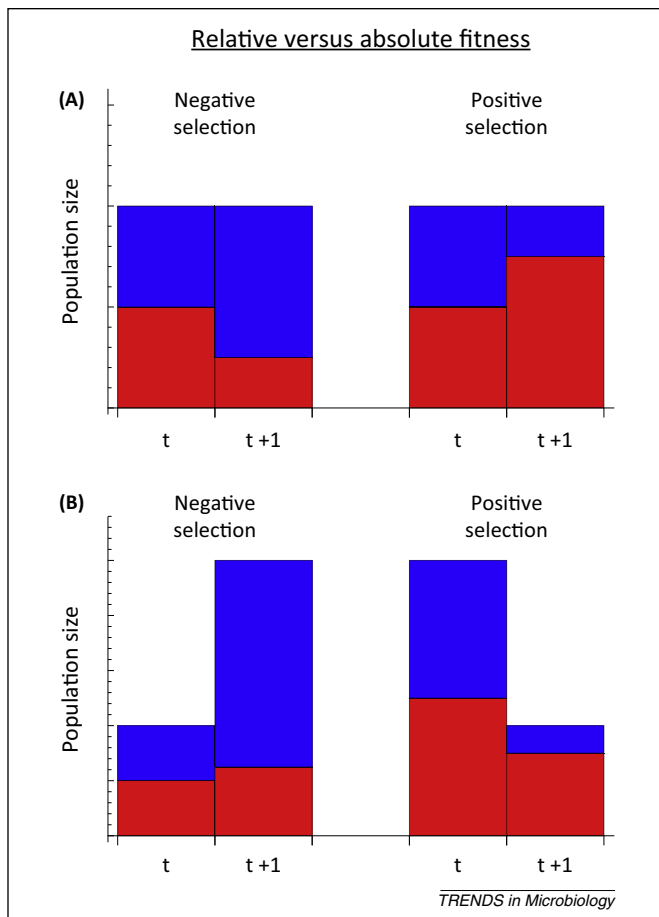 Relative versus absolute fitness
(A)
Negative
selection
Positive
selection
Population size
t
t +1
t
t +1
(B)
Negative
selection
Positive
selection
Population size
t
t +1
t
t +1
TRENDS in Microbiology